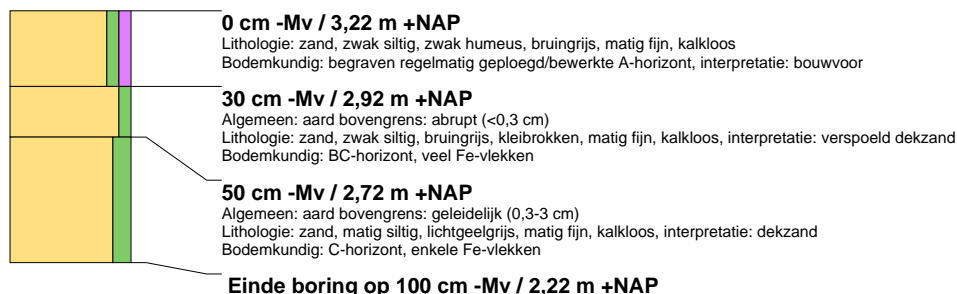 0 cm -Mv / 3,22 m +NAP
Lithologie: zand, zwak siltig, zwak humeus, bruingrijs, matig fijn, kalkloos
Bodemkundig: begraven regelmatig geploegd/bewerkte A-horizont, interpretatie: bouwvoor
30 cm -Mv / 2,92 m +NAP
Algemeen: aard bovengrens: abrupt (<0,3 cm)
Lithologie: zand, zwak siltig, bruingrijs, kleibrokken, matig fijn, kalkloos, interpretatie: verspoeld dekzand
Bodemkundig: BC-horizont, veel Fe-vlekken
50 cm -Mv / 2,72 m +NAP
Algemeen: aard bovengrens: geleidelijk (0,3-3 cm)
Lithologie: zand, matig siltig, lichtgeelgrijs, matig fijn, kalkloos, interpretatie: dekzand
Bodemkundig: C-horizont, enkele Fe-vlekken
Einde boring op 100 cm -Mv / 2,22 m +NAP